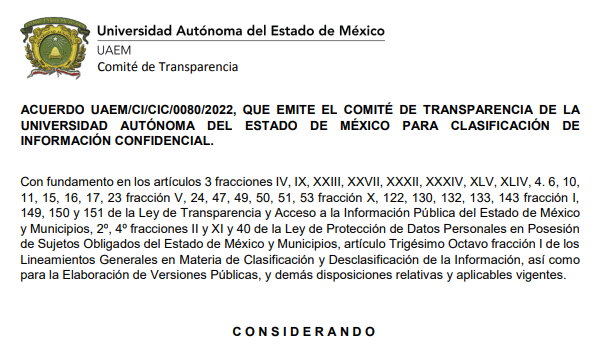 Universidad Autónoma del Estado de México
UAEM
Comité de Transparencia
ACUERDO UAEM/CI/CIC/0080/2022, QUE EMITE EL COMITÉ DE TRANSPARENCIA DE LA
UNIVERSIDAD AUTÓNOMA DEL ESTADO DE MÉXICO PARA CLASIFICACIÓN DE
INFORMACIÓN CONFIDENCIAL.
Con fundamento en los artículos 3 fracciones IV, IX, XXIII, XXVII, XXXII, XXXIV, XLV, XLIV, 4. 6, 10,
11, 15, 16, 17, 23 fracción V, 24, 47, 49, 50, 51, 53 fracción X, 122, 130, 132, 133, 143 fracción I,
149, 150 y 151 de la Ley de Transparencia y Acceso a la Información Pública del Estado de México
y Municipios, 2º, 4º fracciones II y XI y 40 de la Ley de Protección de Datos Personales en Posesión
de Sujetos Obligados del Estado de México y Municipios, artículo Trigésimo Octavo fracción I de los
Lineamientos Generales en Materia de Clasificación y Desclasificación de la Información, así como
para la Elaboración de Versiones Públicas, y demás disposiciones relativas y aplicables vigentes.
C O N S I D E R A N D O